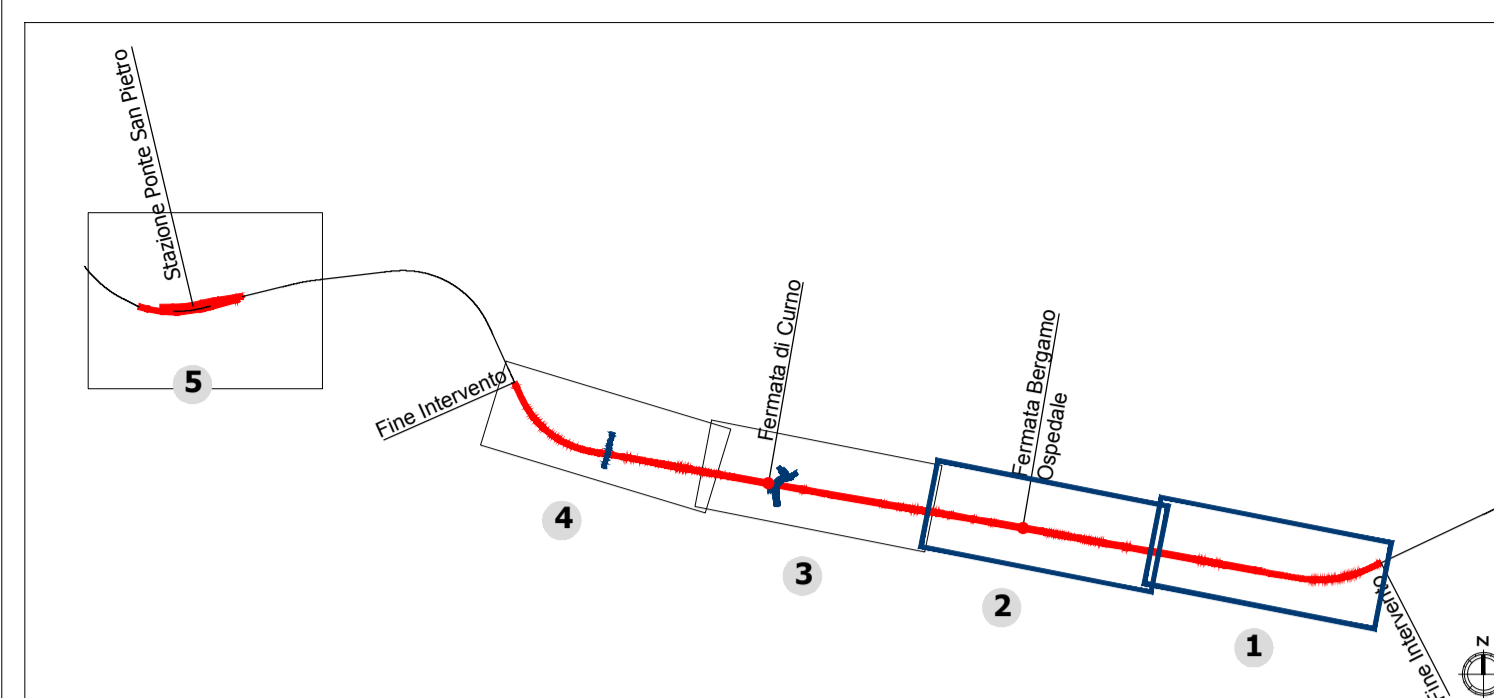 Stazione Ponte San Pietro
5
Fine Intervento
4
Fermata di Curno
3
Fermata Bergamo
Ospedale
2
1
Intervento
Fine Intervento
N